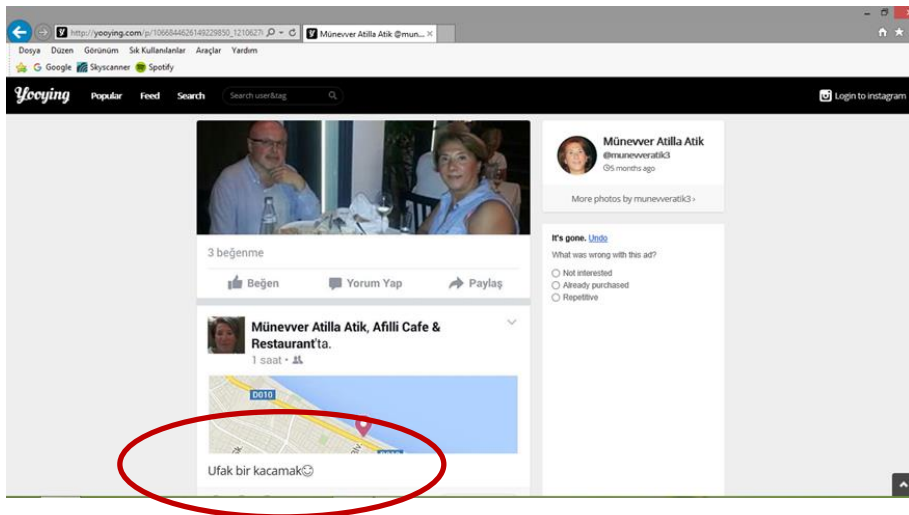 http://yooying.com/p/1066844626149229850_1210627
Münevver Atilla Atik @mun...
Dosya Düzen Görünüm Sık Kullanılanlar Araçlar Yardım
Google Skyscanner Spotify
Yooying Popular Feed Search Search user&tag Login to instagram
Münevver Atilla Atik
@munevveratik3
5 months ago
More photos by munevveratik3 ›
3 beğenme
Beğen Yorum Yap Paylaş
It's gone. Undo
What was wrong with this ad?
Not interested
Already purchased
Repetitive
Münevver Atilla Atik, Afilli Cafe &
Restaurant'ta.
1 saat
D010
Ufak bir kacamak